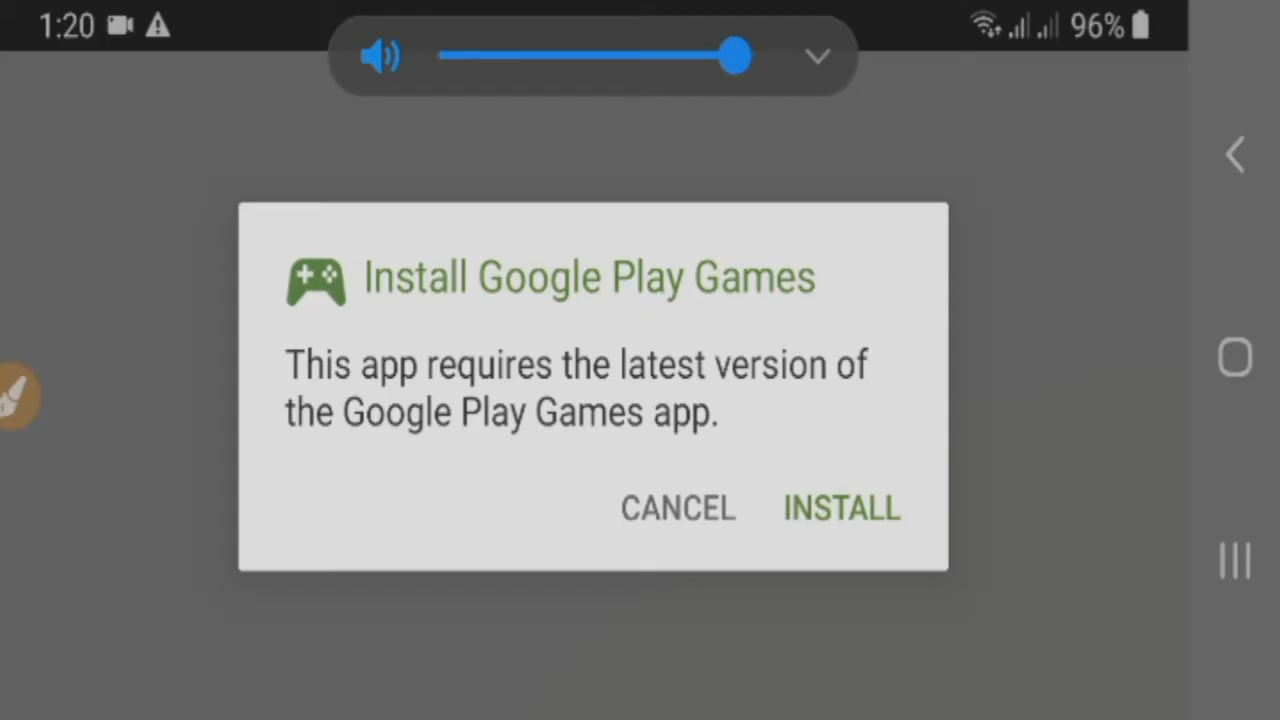 1:20
96%
Install Google Play Games
This app requires the latest version of
the Google Play Games app.
CANCEL INSTALL